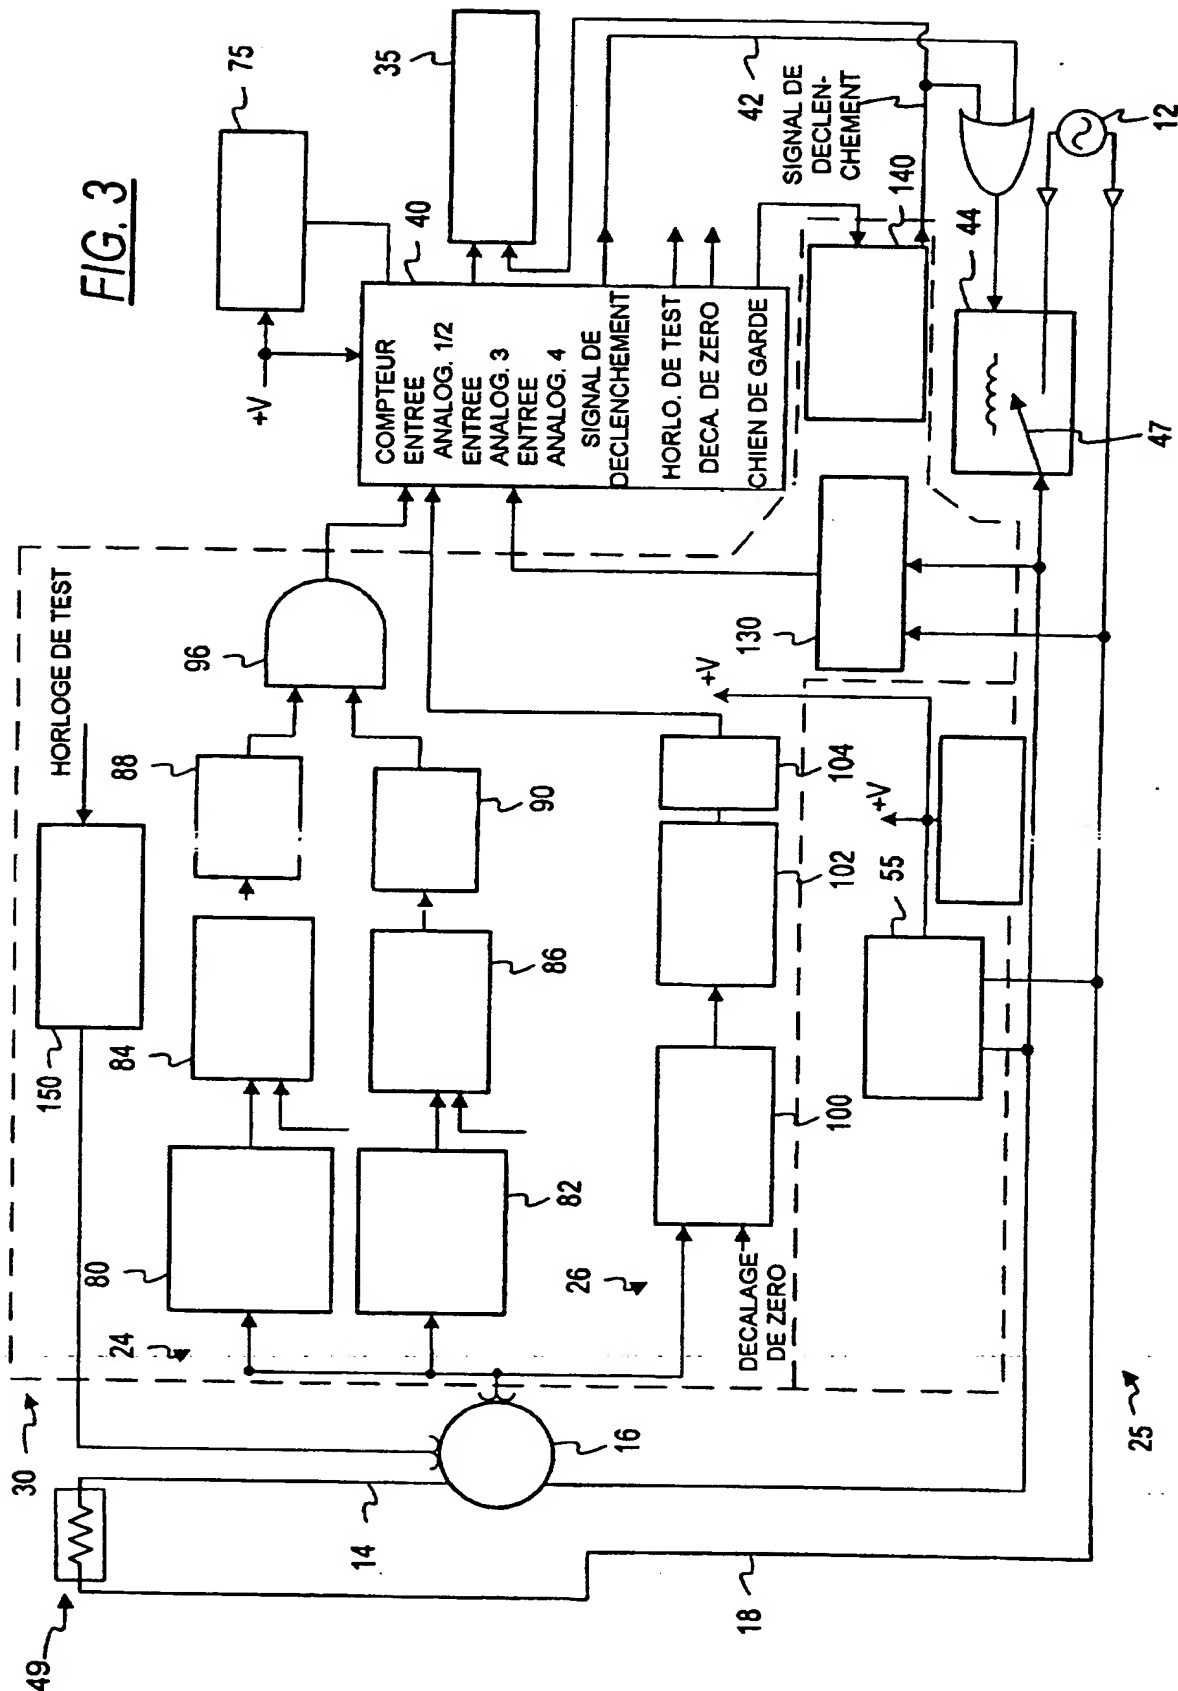 FIG. 3
49
30
14
18
25
16
24
26
150
HORLOGE DE TEST
80
82
84
86
88
90
96
100
102
104
DECALAGE
DE ZERO
55
+V
+V
130
+V
75
35
40
COMPTEUR
ENTREE
ANALOG. 1/2
ENTREE
ANALOG. 3
ENTREE
ANALOG. 4
SIGNAL DE
DECLENCHEMENT
HORLO. DE TEST
DECA. DE ZERO
CHIEN DE GARDE
42
SIGNAL DE
DECLEN-
CHEMENT
140
44
47
12